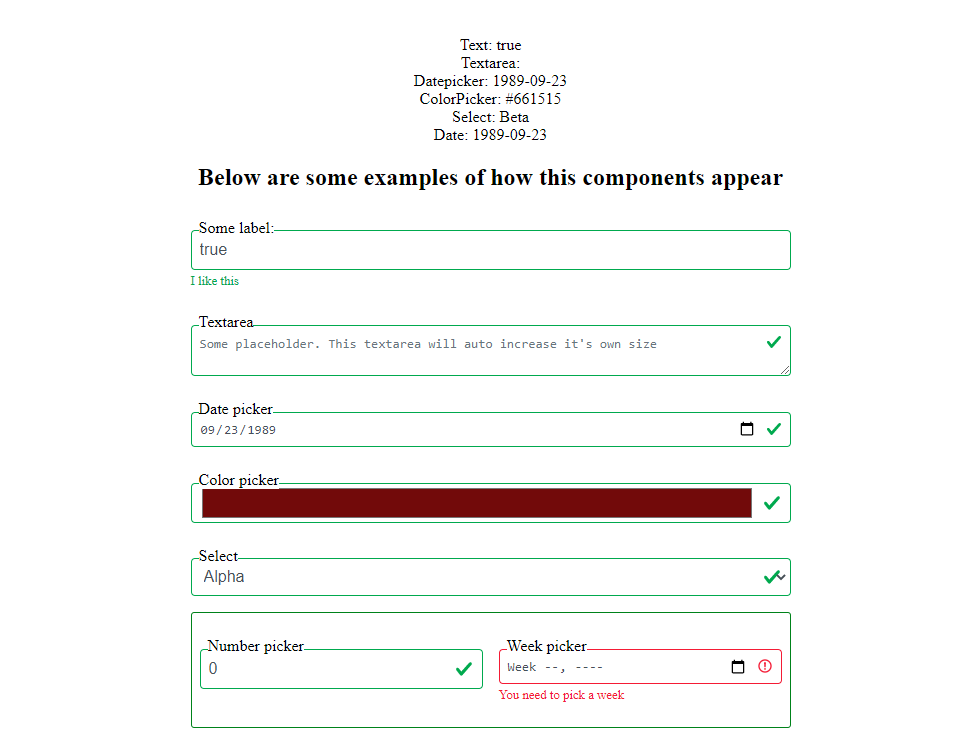 Text: true
Textarea:
Datepicker: 1989-09-23
ColorPicker: #661515
Select: Beta
Date: 1989-09-23
Below are some examples of how this components appear
Some label:
true
I like this
Textarea
Some placeholder. This textarea will auto increase it's own size
Date picker
09/23/1989
Color picker
Select
Alpha
Number picker
0
Week picker
Week --, ----
You need to pick a week